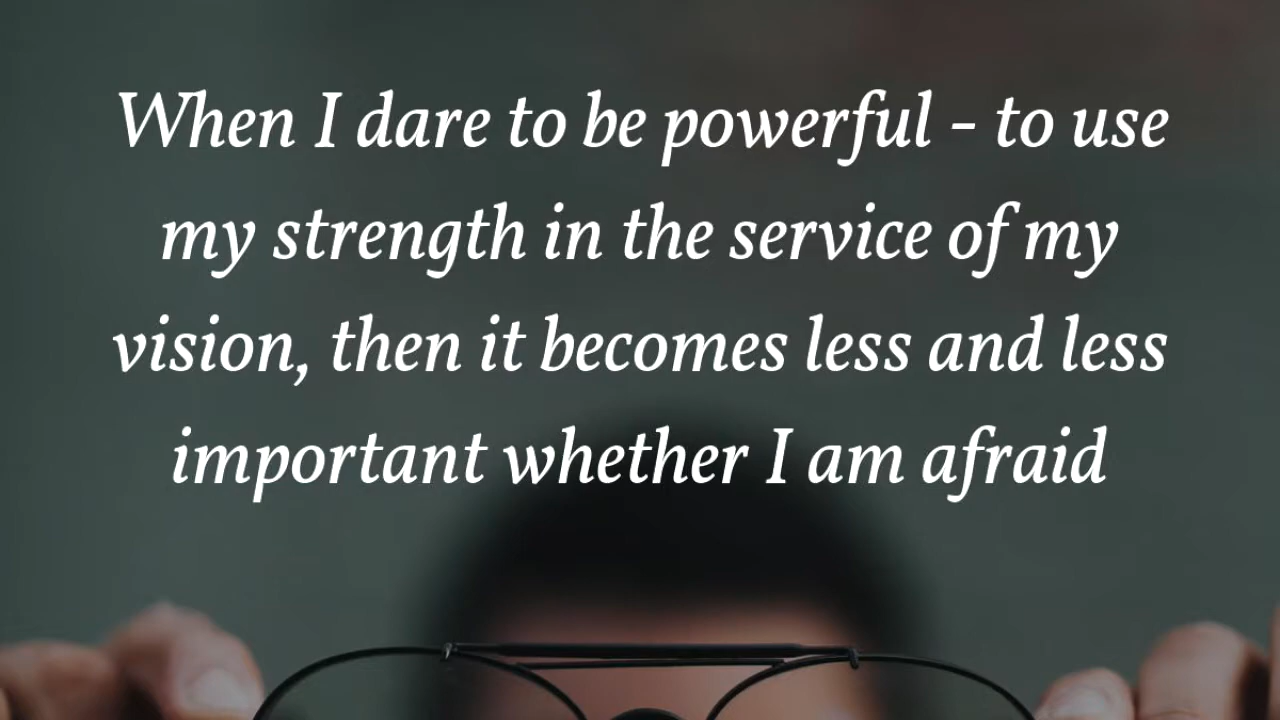 When I dare to be powerful - to use
my strength in the service of my
vision, then it becomes less and less
important whether I am afraid